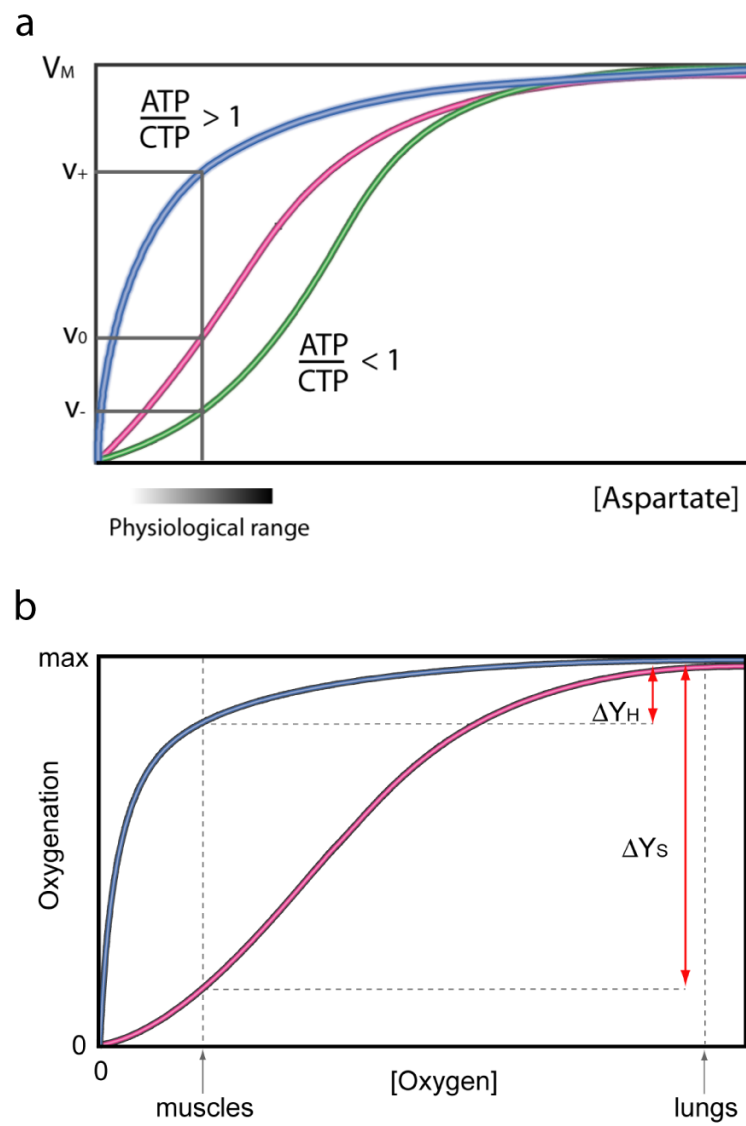 a
VM
ATP
CTP
> 1
v+
v0
ATP
CTP
< 1
v-
Physiological range
[Aspartate]
b
max
ΔYH
Oxygenation
ΔYS
0
0
[Oxygen]
muscles
lungs